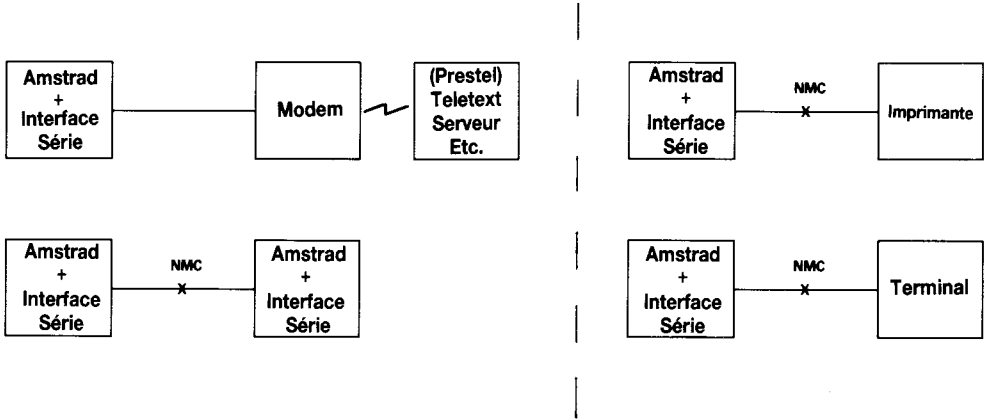 Amstrad
+
Interface
Série
Modem
(Prestel)
Teletext
Serveur
Etc.
Amstrad
+
Interface
Série
NMC
Imprimante
Amstrad
+
Interface
Série
NMC
Amstrad
+
Interface
Série
Amstrad
+
Interface
Série
NMC
Terminal